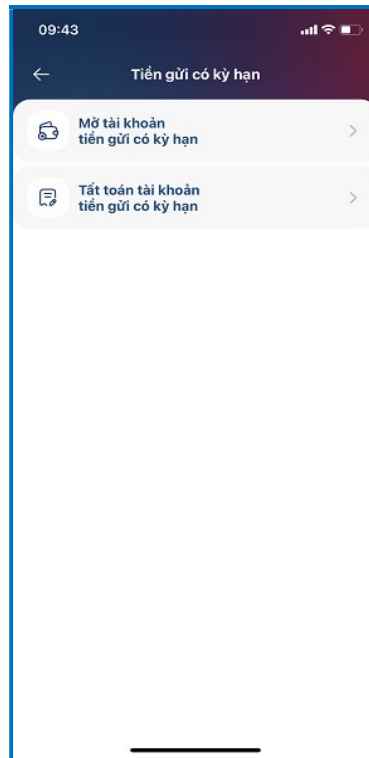 09:43
Tiền gửi có kỳ hạn
Mở tài khoản
tiền gửi có kỳ hạn
Tất toán tài khoản
tiền gửi có kỳ hạn